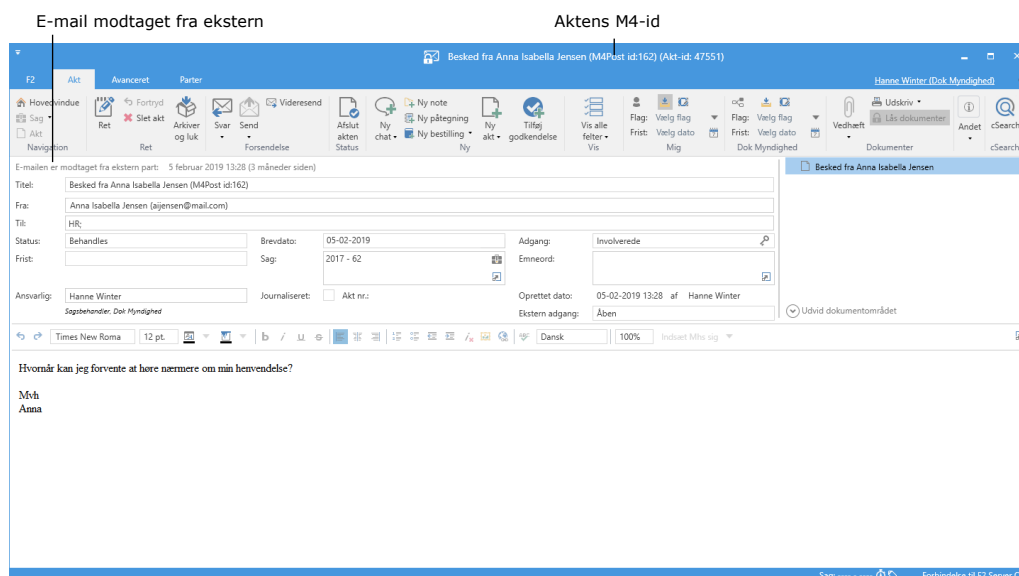 E-mail modtaget fra ekstern
Aktens M4-id
Besked fra Anna Isabella Jensen (M4Post id:162) (Akt-id: 47551)
F2 Akt Avanceret Parter Hanne Winter (Dok Myndighed)
Hovedvindue
Sag
Akt
Navigation
Ret
Fortryd
Slet akt
Arkiver og luk
Ret
Svar
Send
Videresend
Forsendelse
Afslut akten
Status
Ny chat
Ny note
Ny påtegning
Ny bestilling
Ny akt
Tilføj godkendelse
Ny
Vis alle felter
Vis
Flag: Vælg flag
Frist: Vælg dato
Mig
Flag: Vælg flag
Frist: Vælg dato
Dok Myndighed
Vedhæft
Udskriv
Lås dokumenter
Dokumenter
Andet
cSearch
cSearch
E-mailen er modtaget fra ekstern part: 5 februar 2019 13:28 (3 måneder siden)
Besked fra Anna Isabella Jensen
Titel: Besked fra Anna Isabella Jensen (M4Post id:162)
Fra: Anna Isabella Jensen (aijensen@mail.com)
Til: HR;
Status: Behandles Brevdato: 05-02-2019 Adgang: Involverede
Frist: Sag: 2017 - 62 Emneord:
Ansvarlig: Hanne Winter Journaliseret: Akt nr.: Oprettet dato: 05-02-2019 13:28 af Hanne Winter
Sagsbehandler, Dok Myndighed Ekstern adgang: Åben
Udvid dokumentområdet
Times New Roma 12 pt. b i u s Dansk 100% Indsæt Mhs sig
Hvornår kan jeg forvente at høre nærmere om min henvendelse?
Mvh
Anna